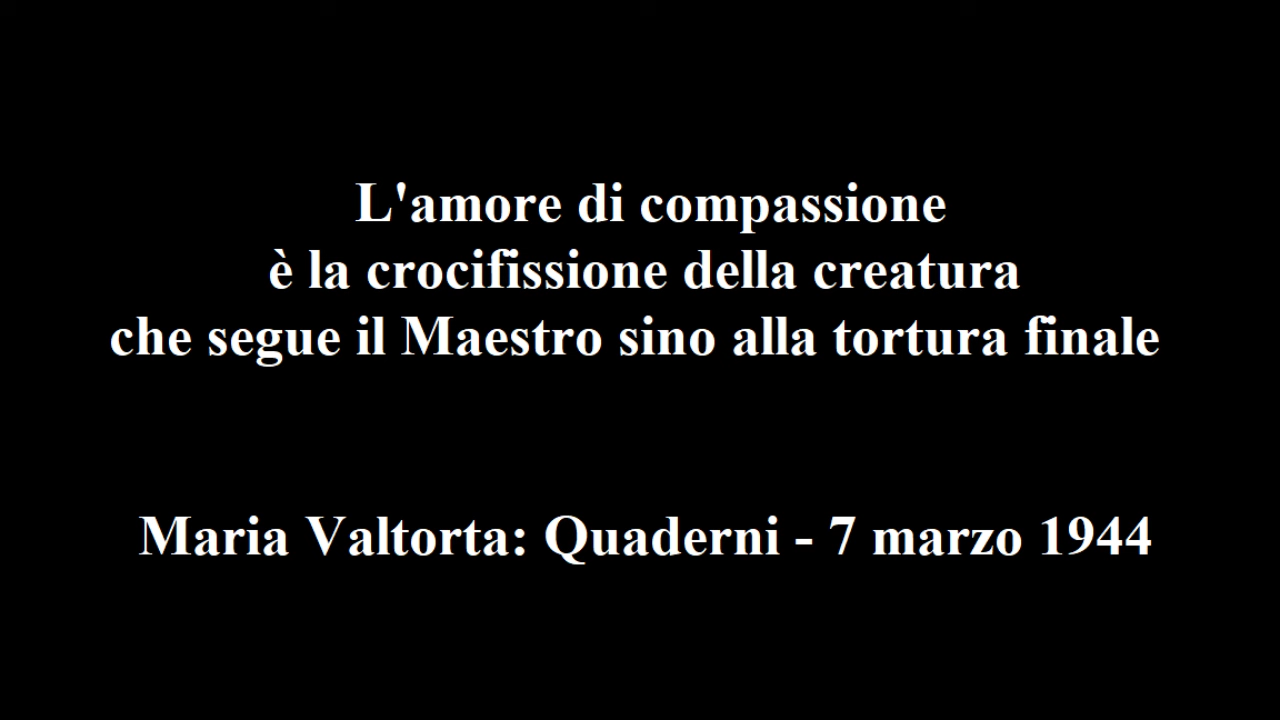 L'amore di compassione
è la crocifissione della creatura
che segue il Maestro sino alla tortura finale
Maria Valtorta: Quaderni - 7 marzo 1944